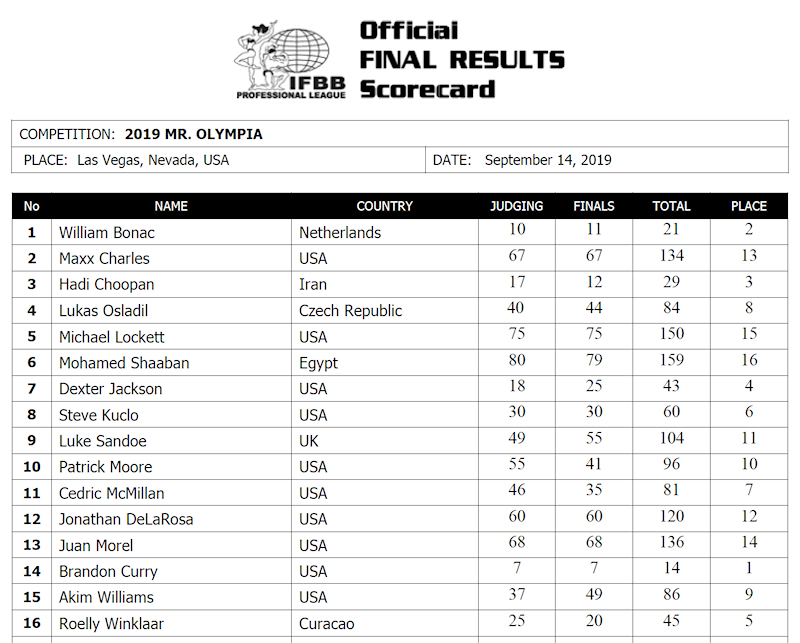 Official
FINAL RESULTS
Scorecard
IFBB
PROFESSIONAL LEAGUE
COMPETITION: 2019 MR. OLYMPIA
PLACE: Las Vegas, Nevada, USA DATE: September 14, 2019
No NAME COUNTRY JUDGING FINALS TOTAL PLACE
1 William Bonac Netherlands 10 11 21 2
2 Maxx Charles USA 67 67 134 13
3 Hadi Choopan Iran 17 12 29 3
4 Lukas Osladil Czech Republic 40 44 84 8
5 Michael Lockett USA 75 75 150 15
6 Mohamed Shaaban Egypt 80 79 159 16
7 Dexter Jackson USA 18 25 43 4
8 Steve Kuclo USA 30 30 60 6
9 Luke Sandoe UK 49 55 104 11
10 Patrick Moore USA 55 41 96 10
11 Cedric McMillan USA 46 35 81 7
12 Jonathan DeLaRosa USA 60 60 120 12
13 Juan Morel USA 68 68 136 14
14 Brandon Curry USA 7 7 14 1
15 Akim Williams USA 37 49 86 9
16 Roelly Winklaar Curacao 25 20 45 5